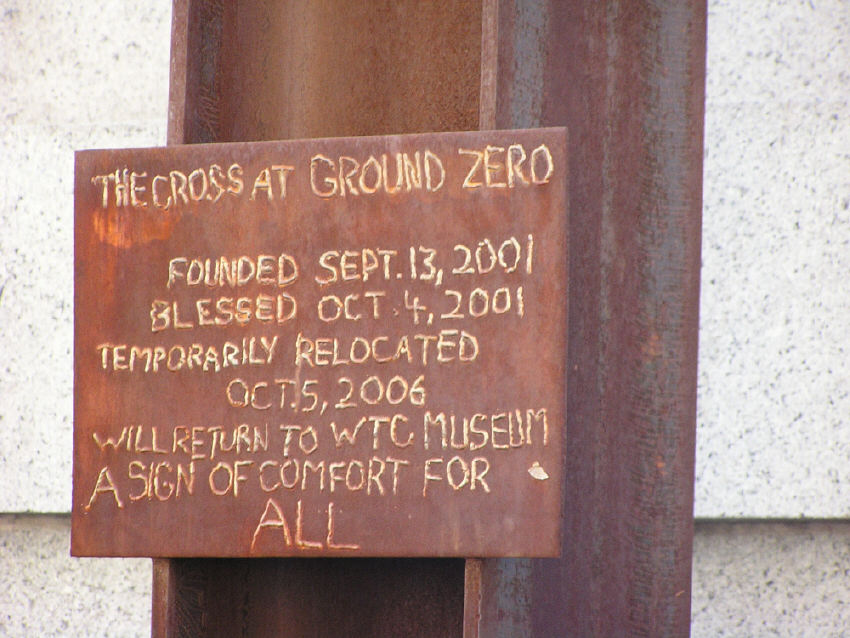 THE CROSS AT GROUND ZERO
FOUNDED SEPT. 13, 2001
BLESSED OCT. 4, 2001
TEMPORARILY RELOCATED
OCT. 5, 2006
WILL RETURN TO WTC MUSEUM
A SIGN OF COMFORT FOR
ALL